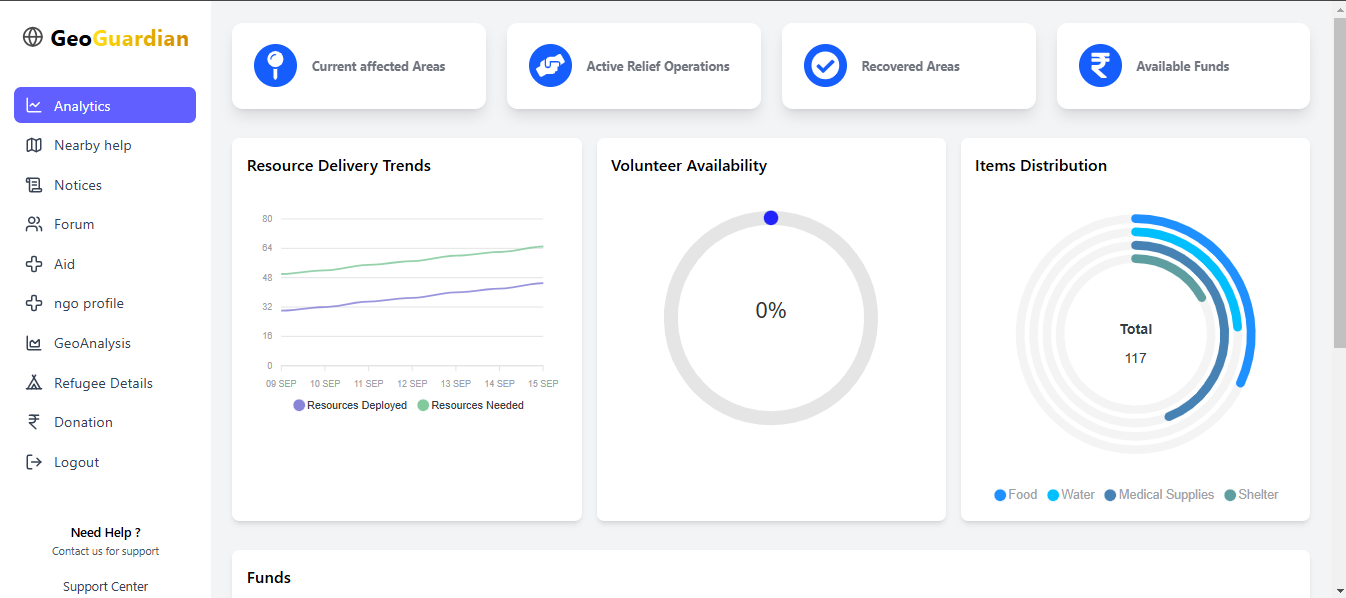 GeoGuardian
Analytics
Nearby help
Notices
Forum
Aid
ngo profile
GeoAnalysis
Refugee Details
Donation
Logout
Need Help ?
Contact us for support
Support Center
Current affected Areas
Active Relief Operations
Recovered Areas
Available Funds
Resource Delivery Trends
80
64
48
32
16
0
09 SEP 10 SEP 11 SEP 12 SEP 13 SEP 14 SEP 15 SEP
Resources Deployed Resources Needed
Volunteer Availability
0%
Items Distribution
Total
117
Food Water Medical Supplies Shelter
Funds